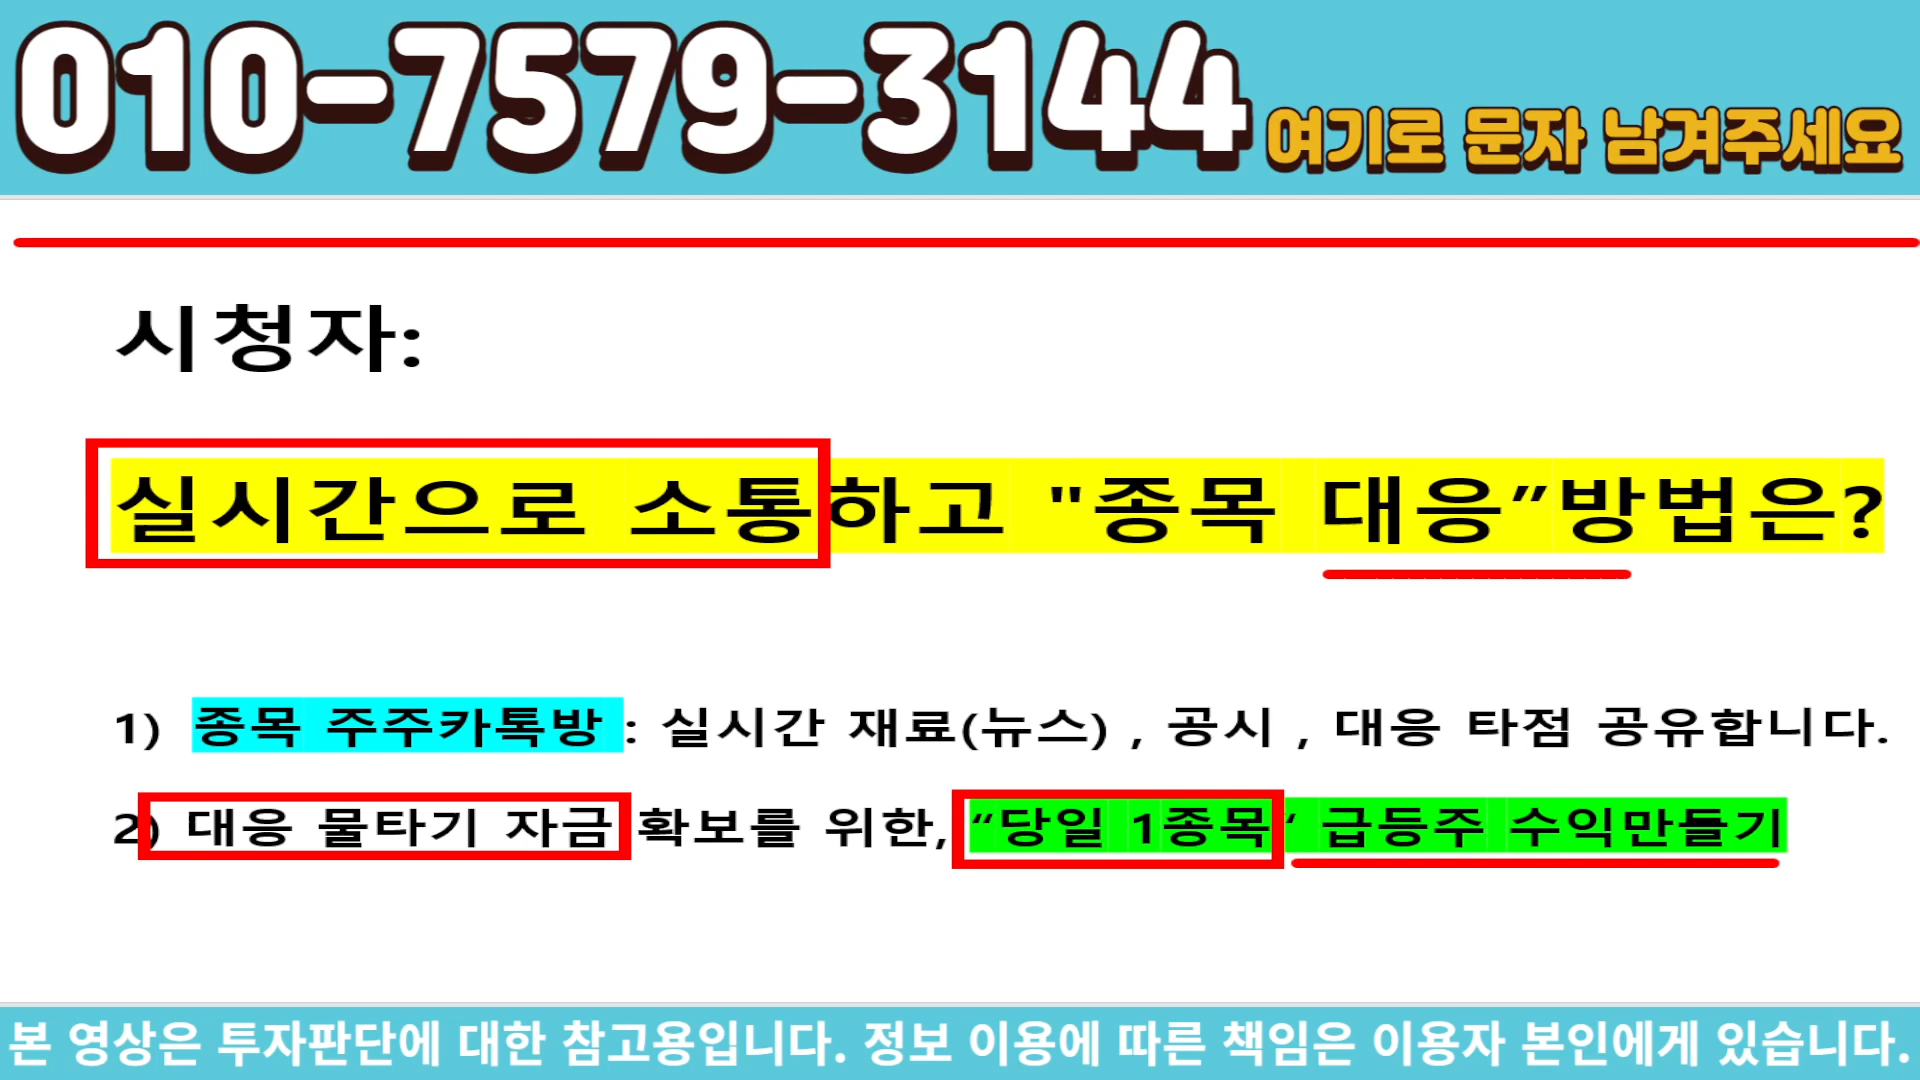 010-7579-3144 여기로 문자 남겨주세요
시청자:
실시간으로 소통하고 "종목 대응”방법은?
1) 종목 주주카톡방 : 실시간 재료(뉴스) , 공시 , 대응 타점 공유합니다.
2) 대응 물타기 자금 확보를 위한, “당일 1종목” 급등주 수익만들기
본 영상은 투자판단에 대한 참고용입니다. 정보 이용에 따른 책임은 이용자 본인에게 있습니다.